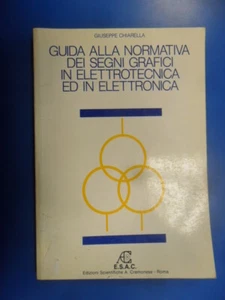 GIUSEPPE CHIARELLA
GUIDA ALLA NORMATIVA
DEI SEGNI GRAFICI
IN ELETTROTECNICA
ED IN ELETTRONICA
E.S.A.C.
Edizioni Scientifiche A. Cremonese - Roma